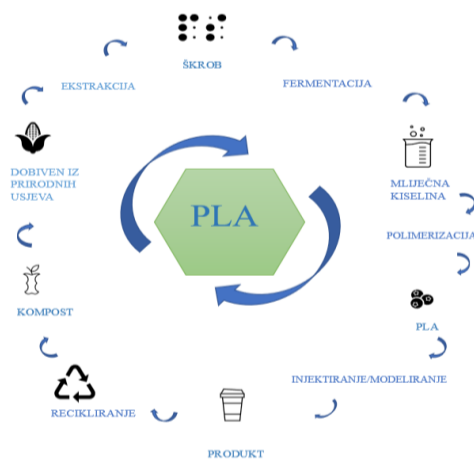 ŠKROB
EKSTRAKCIJA
FERMENTACIJA
DOBIVEN IZ
PRIRODNIH
USJEVA
MLIJEČNA
KISELINA
PLA
POLIMERIZACIJA
KOMPOST
PLA
INJEKTIRANJE/MODELIRANJE
RECIKLIRANJE
PRODUKT